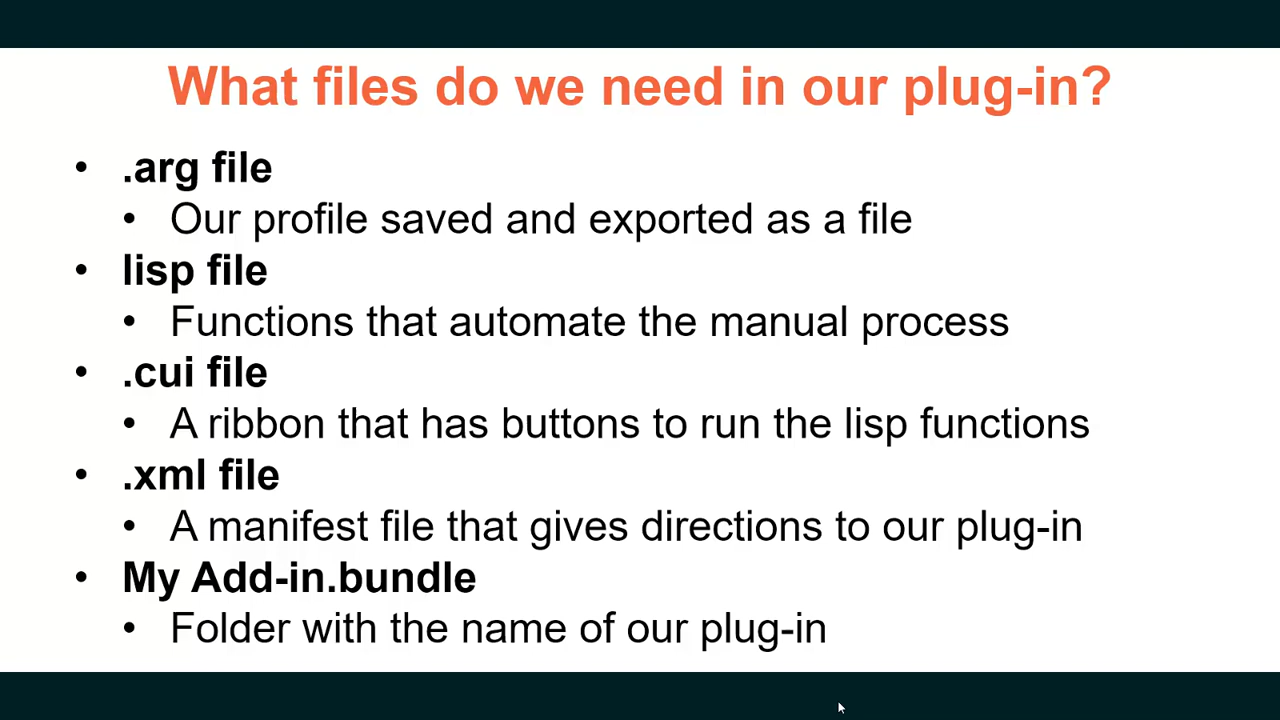 What files do we need in our plug-in?
• .arg file
• Our profile saved and exported as a file
• lisp file
• Functions that automate the manual process
• .cui file
• A ribbon that has buttons to run the lisp functions
• .xml file
• A manifest file that gives directions to our plug-in
• My Add-in.bundle
• Folder with the name of our plug-in